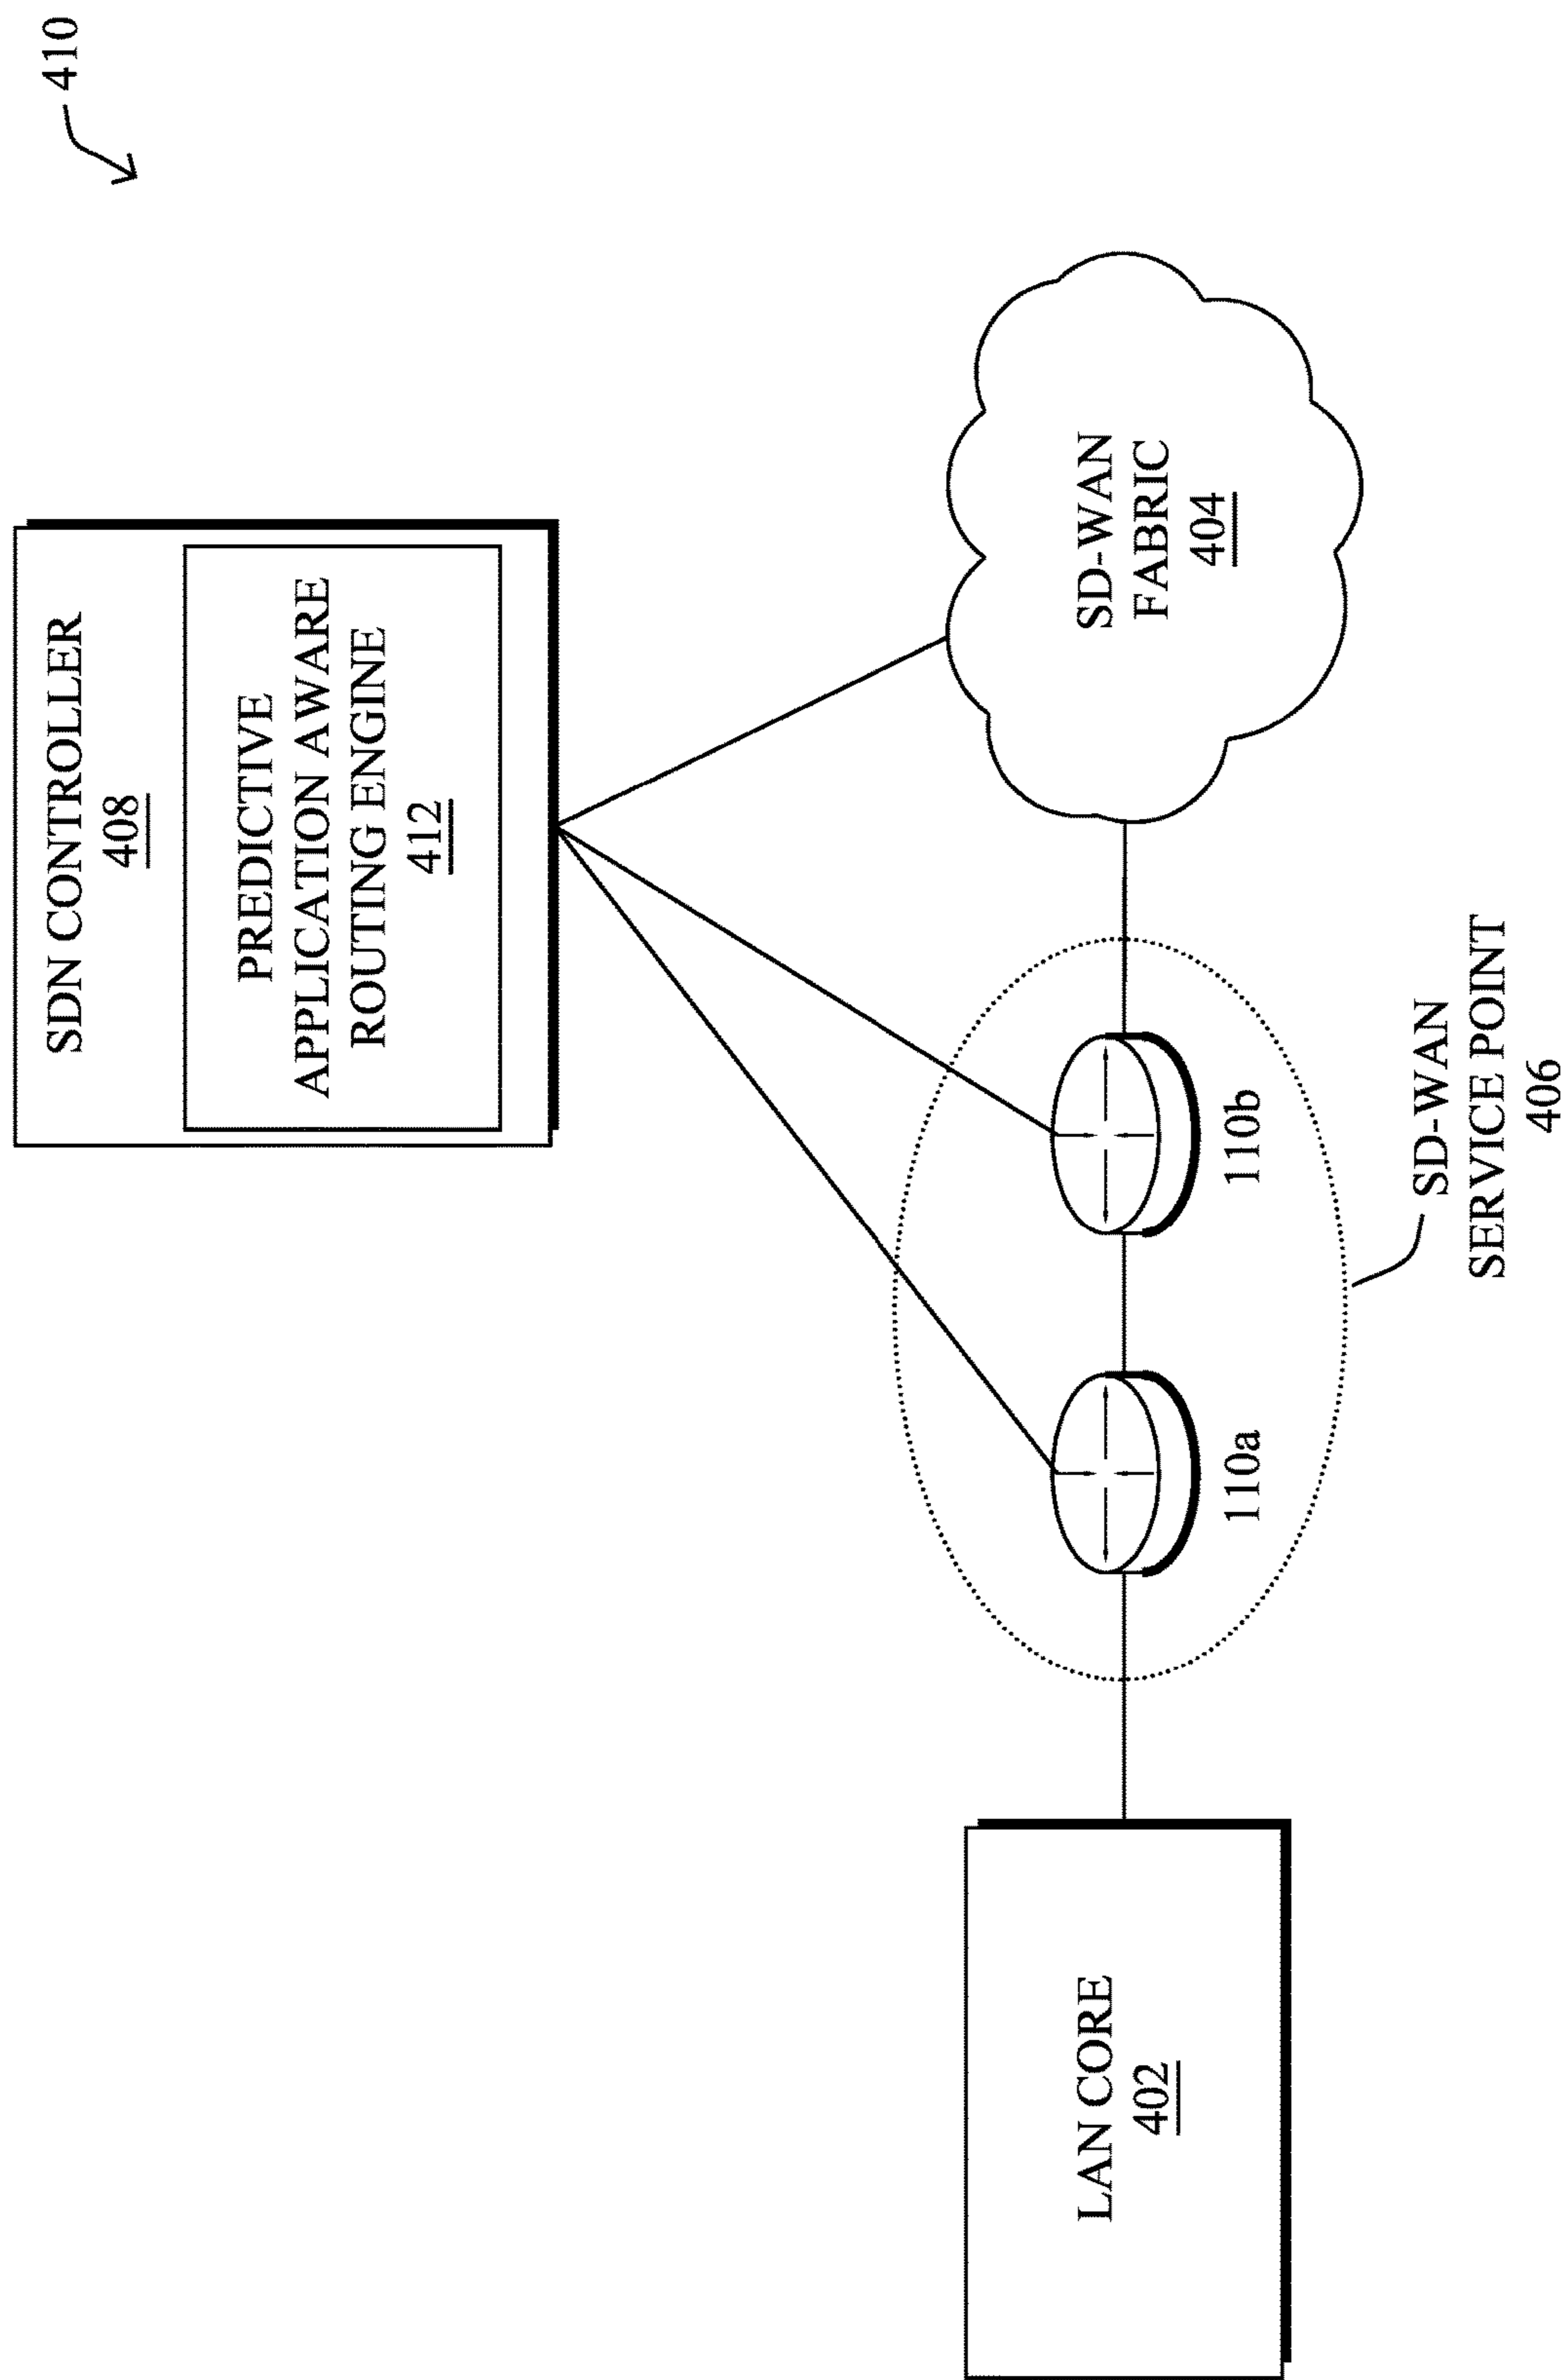 410
SDN CONTROLLER
408
PREDICTIVE
APPLICATION AWARE
ROUTING ENGINE
412
LAN CORE
402
110a
110b
SD-WAN
FABRIC
404
SD-WAN
SERVICE POINT
406